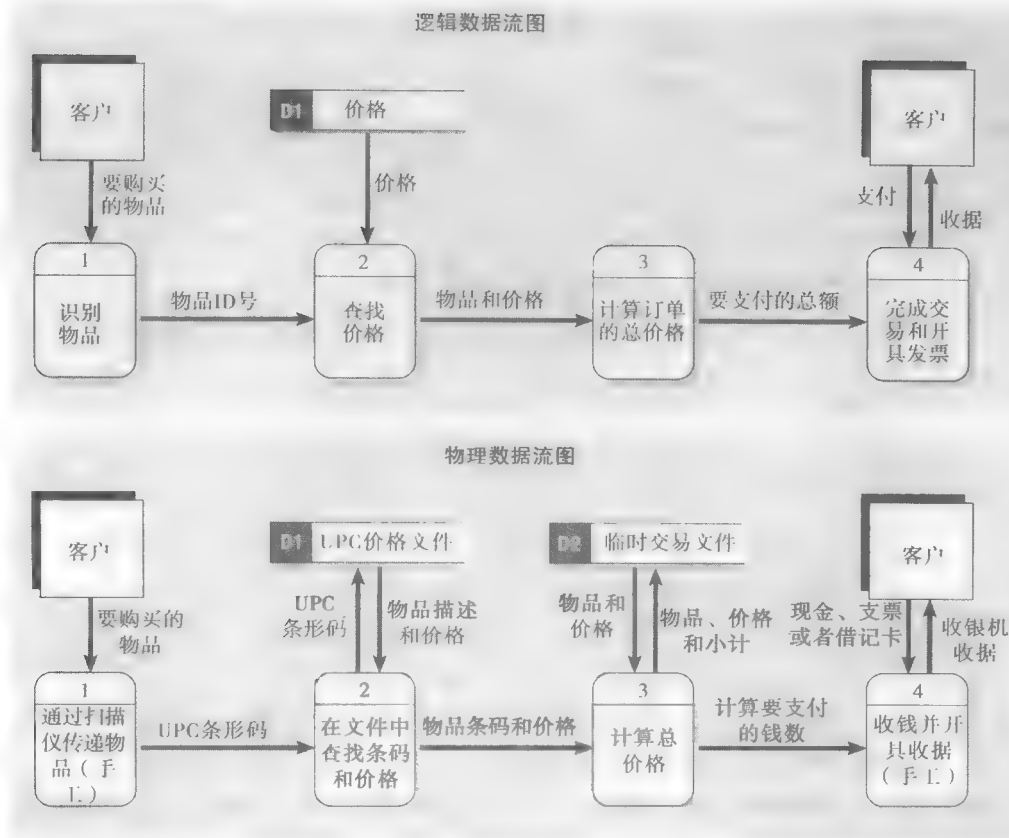 逻辑数据流图
客户
D1 价格
客户
要购买
的物品
价格
支付
收据
1
识别
物品
物品ID号
2
查找
价格
物品和价格
3
计算订单
的总价格
要支付的总额
4
完成交
易和开
具发票
物理数据流图
客户
D1 UPC价格文件
D2 临时交易文件
客户
要购买的
物品
UPC
条形码
物品描述
和价格
物品和
价格
物品、价格
和小计
现金、支票
或者借记卡
收银机
收据
1
通过扫描
仪传递物
品（手
工）
UPC条形码
2
在文件中
查找条码
和价格
物品条码和价格
3
计算总
价格
计算要支付
的钱数
4
收钱并开
具收据
（手工）